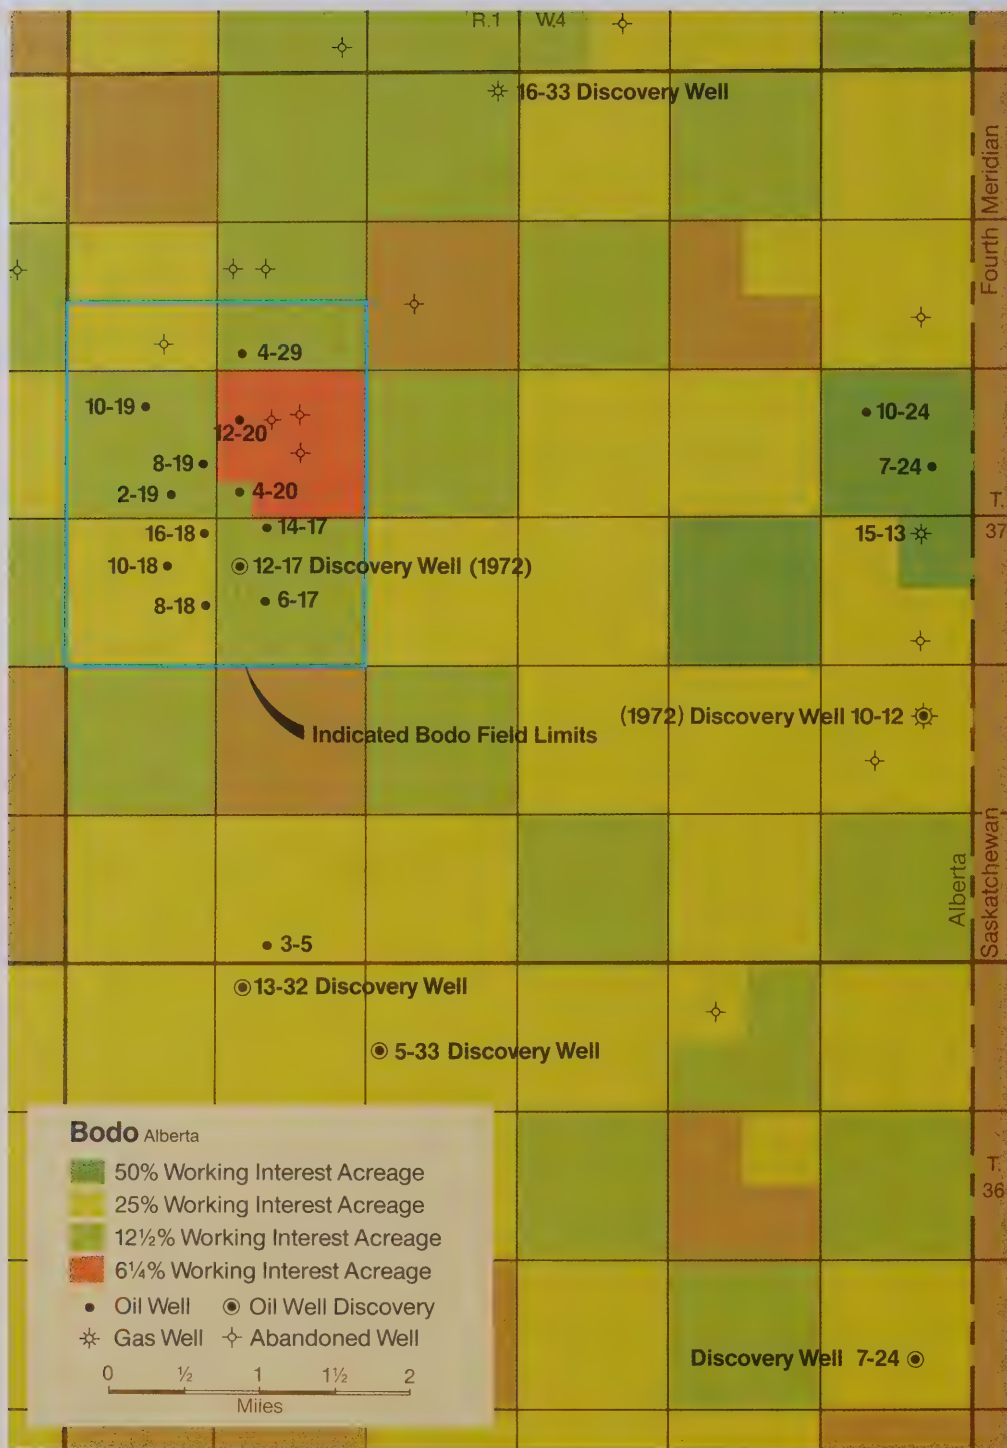 R.1 W.4
16-33 Discovery Well
Fourth Meridian
4-29
10-19
12-20
10-24
8-19
7-24
2-19
4-20
T.
37
14-17
16-18
15-13
10-18
12-17 Discovery Well (1972)
8-18
6-17
(1972) Discovery Well 10-12
Indicated Bodo Field Limits
Alberta
Saskatchewan
3-5
13-32 Discovery Well
5-33 Discovery Well
T.
36
Bodo Alberta
50% Working Interest Acreage
25% Working Interest Acreage
12½% Working Interest Acreage
6¼% Working Interest Acreage
Oil Well Oil Well Discovery
Gas Well Abandoned Well
0 ½ 1 1½ 2
Miles
Discovery Well 7-24